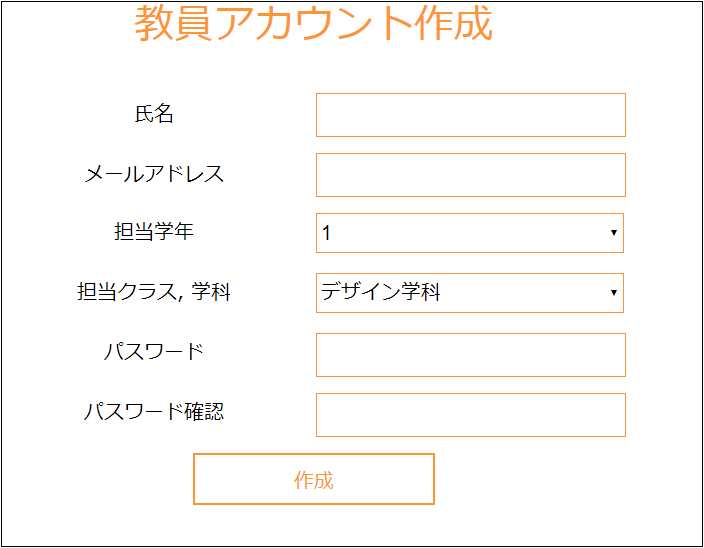 教員アカウント作成
氏名
メールアドレス
担当学年 1
担当クラス, 学科 デザイン学科
パスワード
パスワード確認
作成